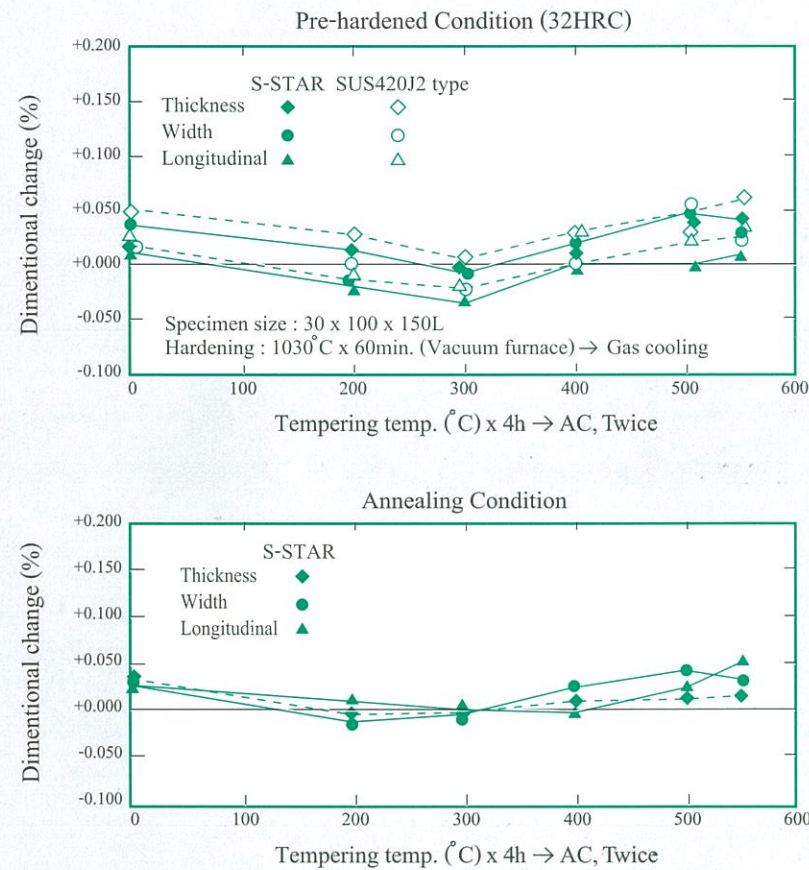 Pre-hardened Condition (32HRC)
+0.200
+0.150
+0.100
+0.050
+0.000
-0.050
-0.100
Dimentional change (%)
S-STAR SUS420J2 type
Thickness
Width
Longitudinal
Specimen size : 30 x 100 x 150L
Hardening : 1030°C x 60min. (Vacuum furnace) → Gas cooling
0 100 200 300 400 500 600
Tempering temp. (°C) x 4h → AC, Twice
Annealing Condition
+0.200
+0.150
+0.100
+0.050
+0.000
-0.050
-0.100
Dimentional change (%)
S-STAR
Thickness
Width
Longitudinal
0 100 200 300 400 500 600
Tempering temp. (°C) x 4h → AC, Twice